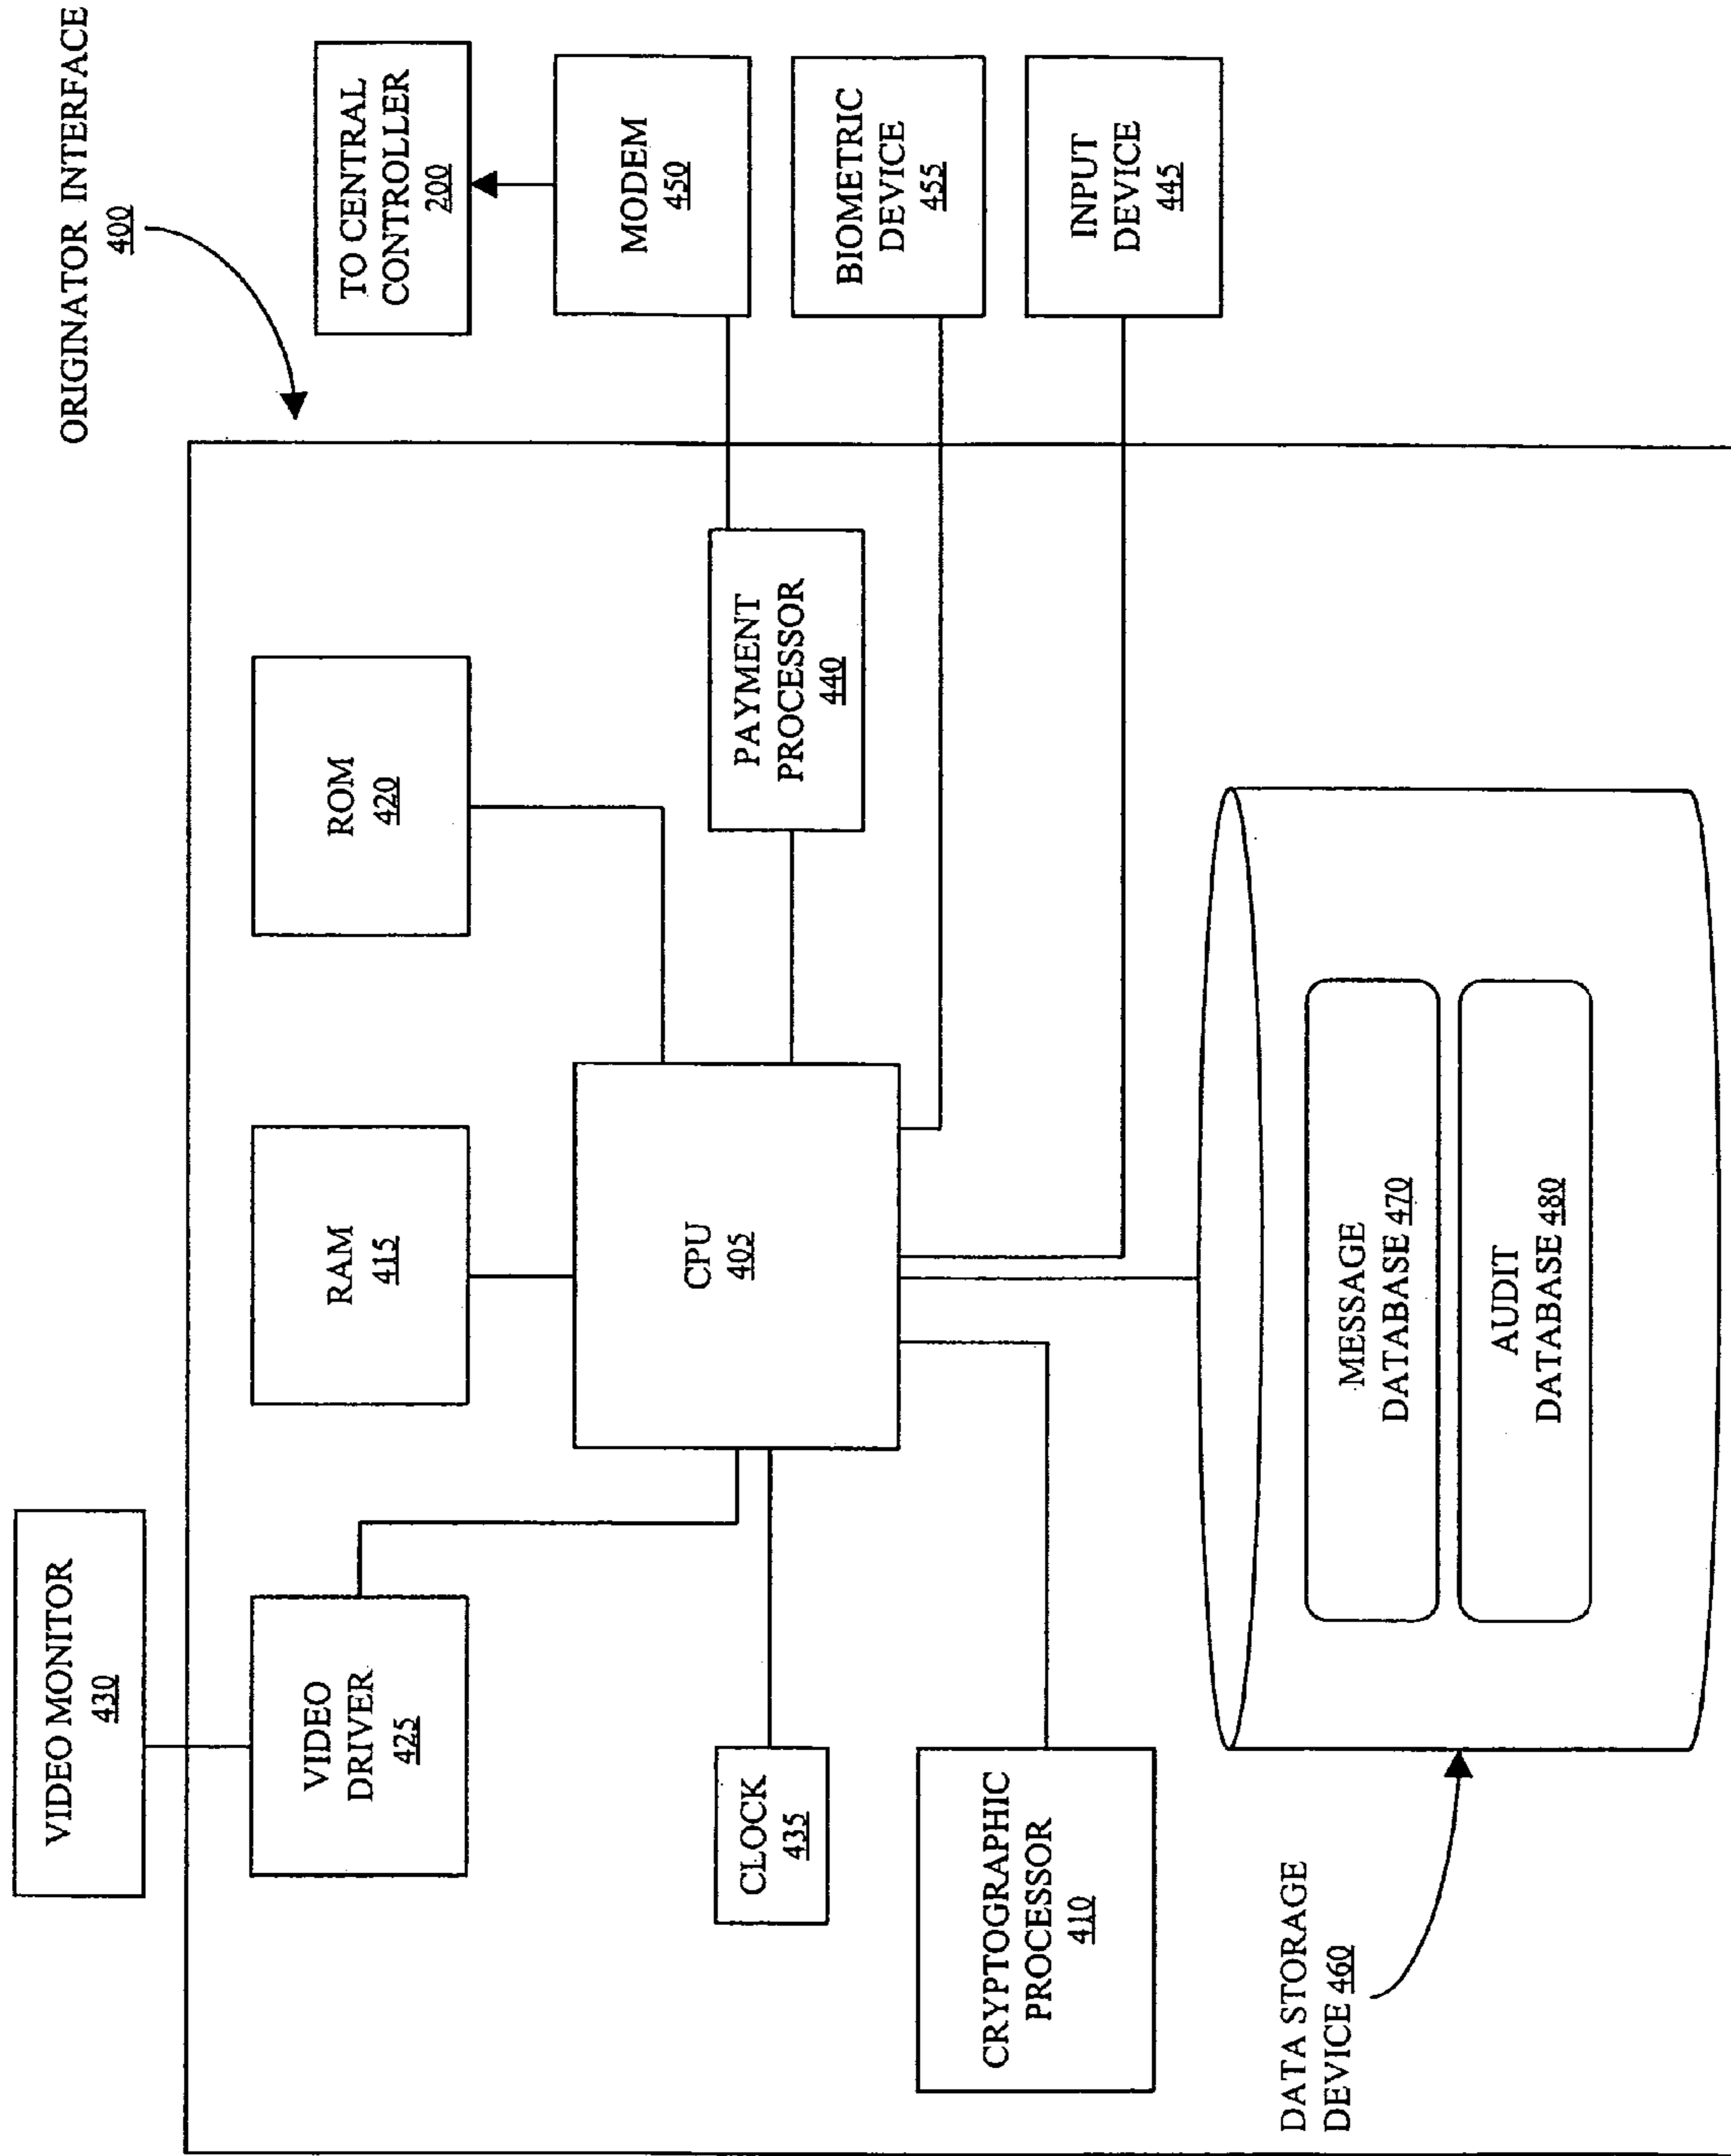 ORIGINATOR INTERFACE
400
VIDEO MONITOR
430
TO CENTRAL
CONTROLLER
200
VIDEO
DRIVER
425
RAM
415
ROM
420
MODEM
450
CLOCK
435
CPU
405
PAYMENT
PROCESSOR
440
BIOMETRIC
DEVICE
455
CRYPTOGRAPHIC
PROCESSOR
410
INPUT
DEVICE
445
DATA STORAGE
DEVICE 460
MESSAGE
DATABASE 470
AUDIT
DATABASE 480